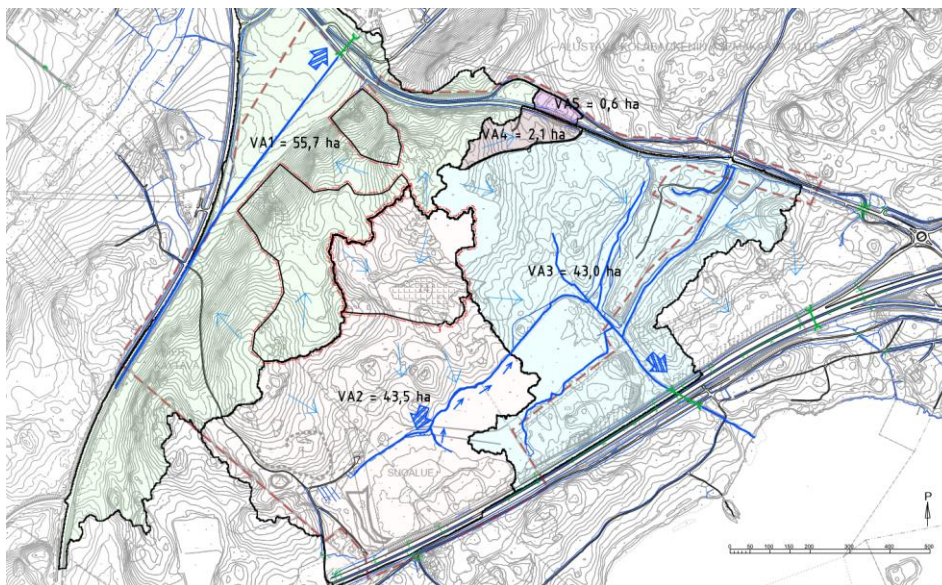 VA5 = 0,6 ha
VA4 = 2,1 ha
VA1 = 55,7 ha
VA3 = 43,0 ha
VA2 = 43,5 ha
SUOALUE
P
0 50 100 200 300 400 500